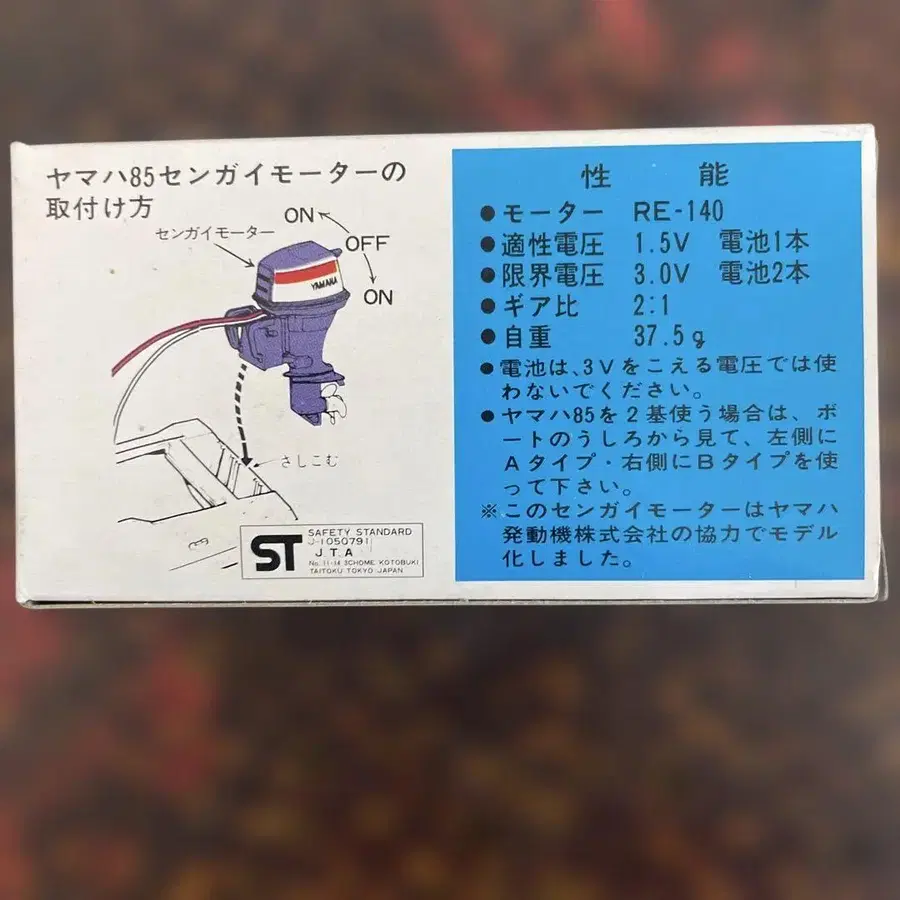 ヤマハ85センガイモーターの
取付け方
ON
センガイモーター
OFF
YAMAHA
ON
さしこむ
ST
SAFETY STANDARD
J-1050791
J.T.A
No.11-14 3CHOME KOTOBUKI
TAITOKU TOKYO JAPAN
性 能
●モーター RE-140
●適性電圧 1.5V 電池1本
●限界電圧 3.0V 電池2本
●ギア比 2:1
●自重 37.5g
●電池は、3Vをこえる電圧では使
わないでください。
●ヤマハ85を2基使う場合は、ボ
ートのうしろから見て、左側に
Aタイプ・右側にBタイプを使
って下さい。
※このセンガイモーターはヤマハ
発動機株式会社の協力でモデル
化しました。